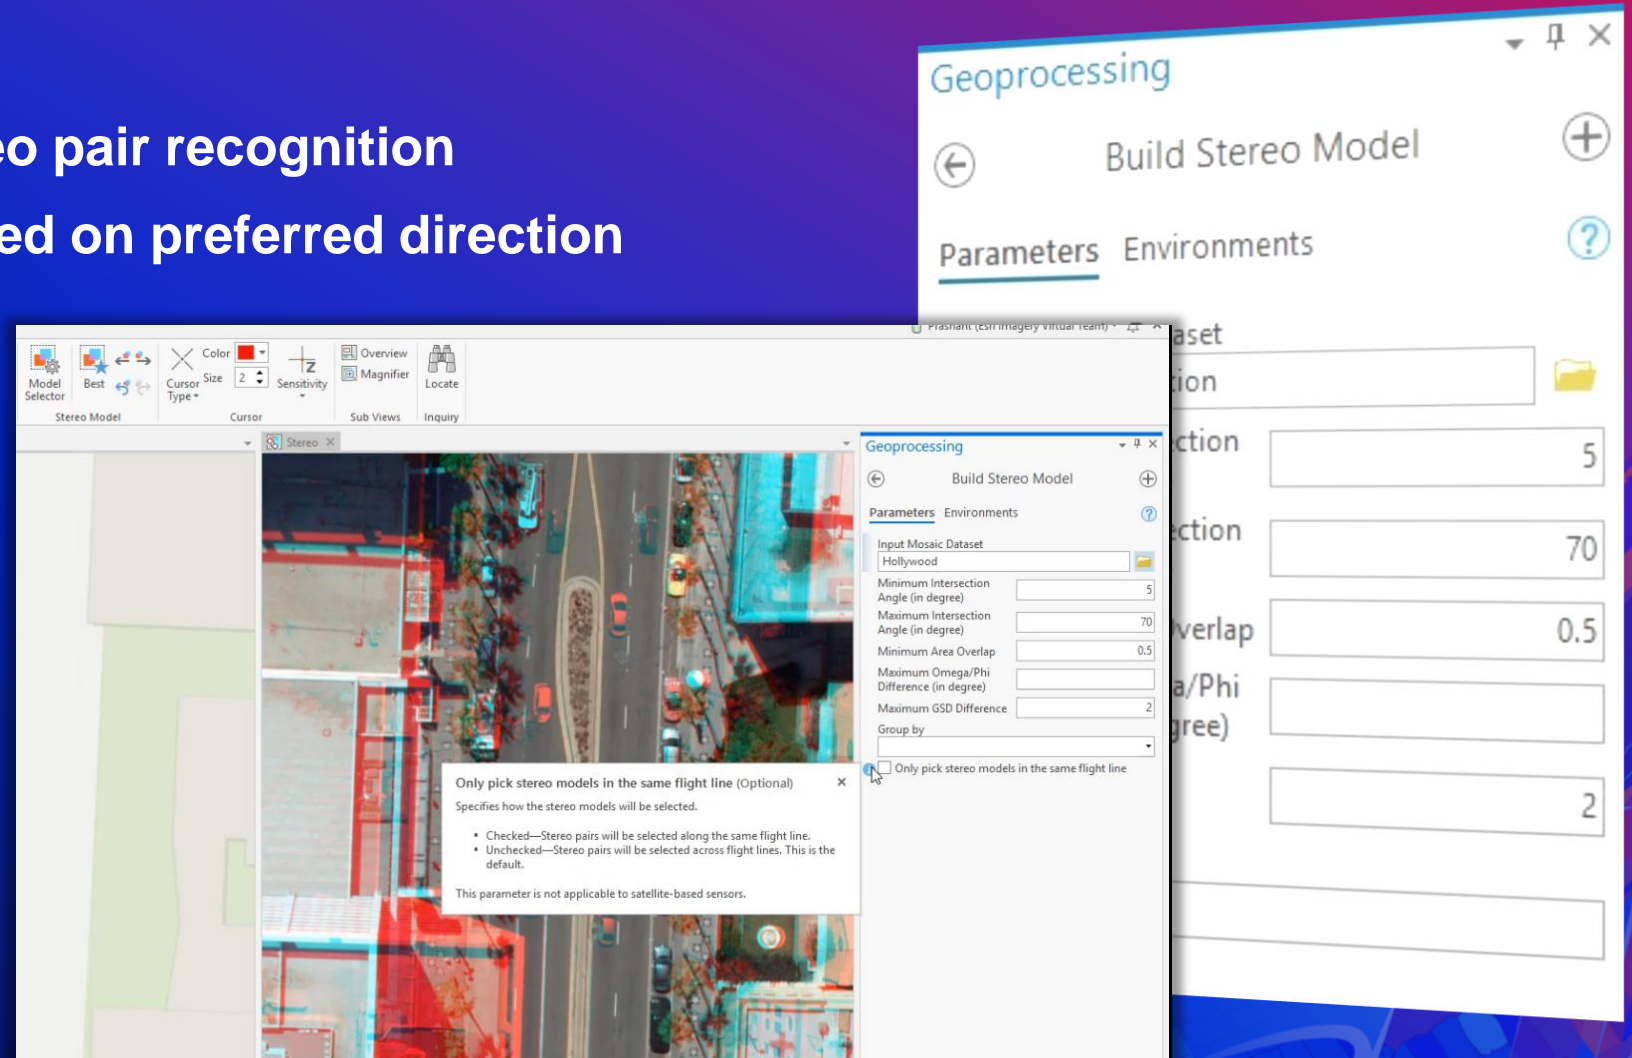 eo pair recognition
ed on preferred direction
Geoprocessing
Build Stereo Model
Parameters Environments
aset
tion
ction
5
ction
70
verlap
0.5
a/Phi
gree)
2
Prashant (Esri Imagery Virtual Team)
Model
Selector
Best
Stereo Model
Cursor
Type
Color
Size
2
Cursor
Z
Sensitivity
Overview
Magnifier
Sub Views
Locate
Inquiry
Stereo
Geoprocessing
Build Stereo Model
Parameters Environments
Input Mosaic Dataset
Hollywood
Minimum Intersection
Angle (in degree)
5
Maximum Intersection
Angle (in degree)
70
Minimum Area Overlap
0.5
Maximum Omega/Phi
Difference (in degree)
Maximum GSD Difference
2
Group by
Only pick stereo models in the same flight line
Only pick stereo models in the same flight line (Optional)
Specifies how the stereo models will be selected.
• Checked—Stereo pairs will be selected along the same flight line.
• Unchecked—Stereo pairs will be selected across flight lines. This is the
default.
This parameter is not applicable to satellite-based sensors.